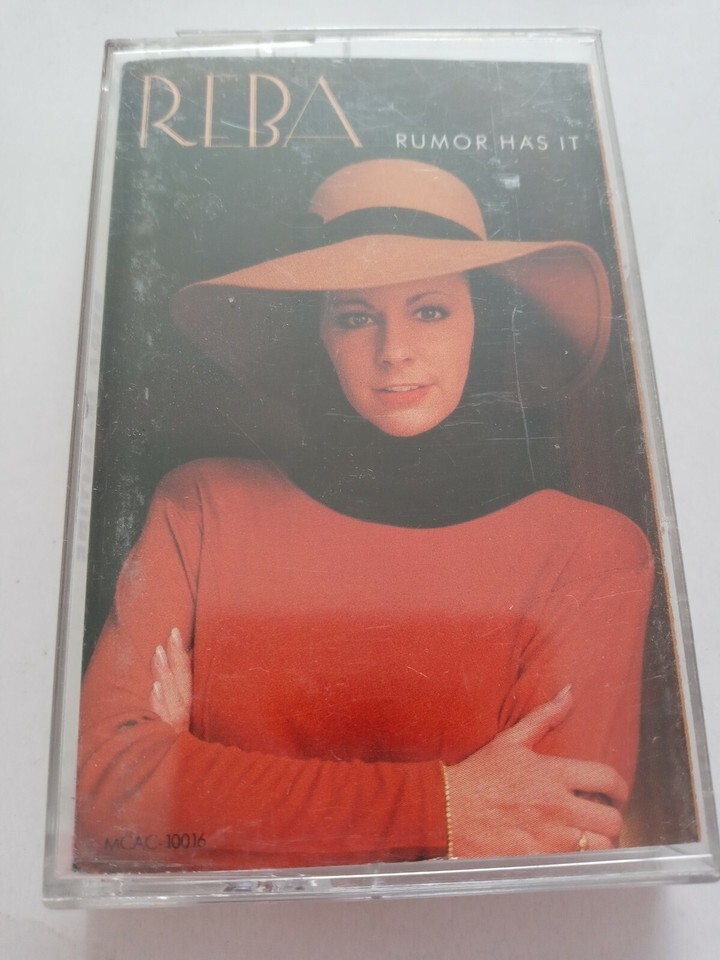 REBA
RUMOR HAS IT
MCAC-10016